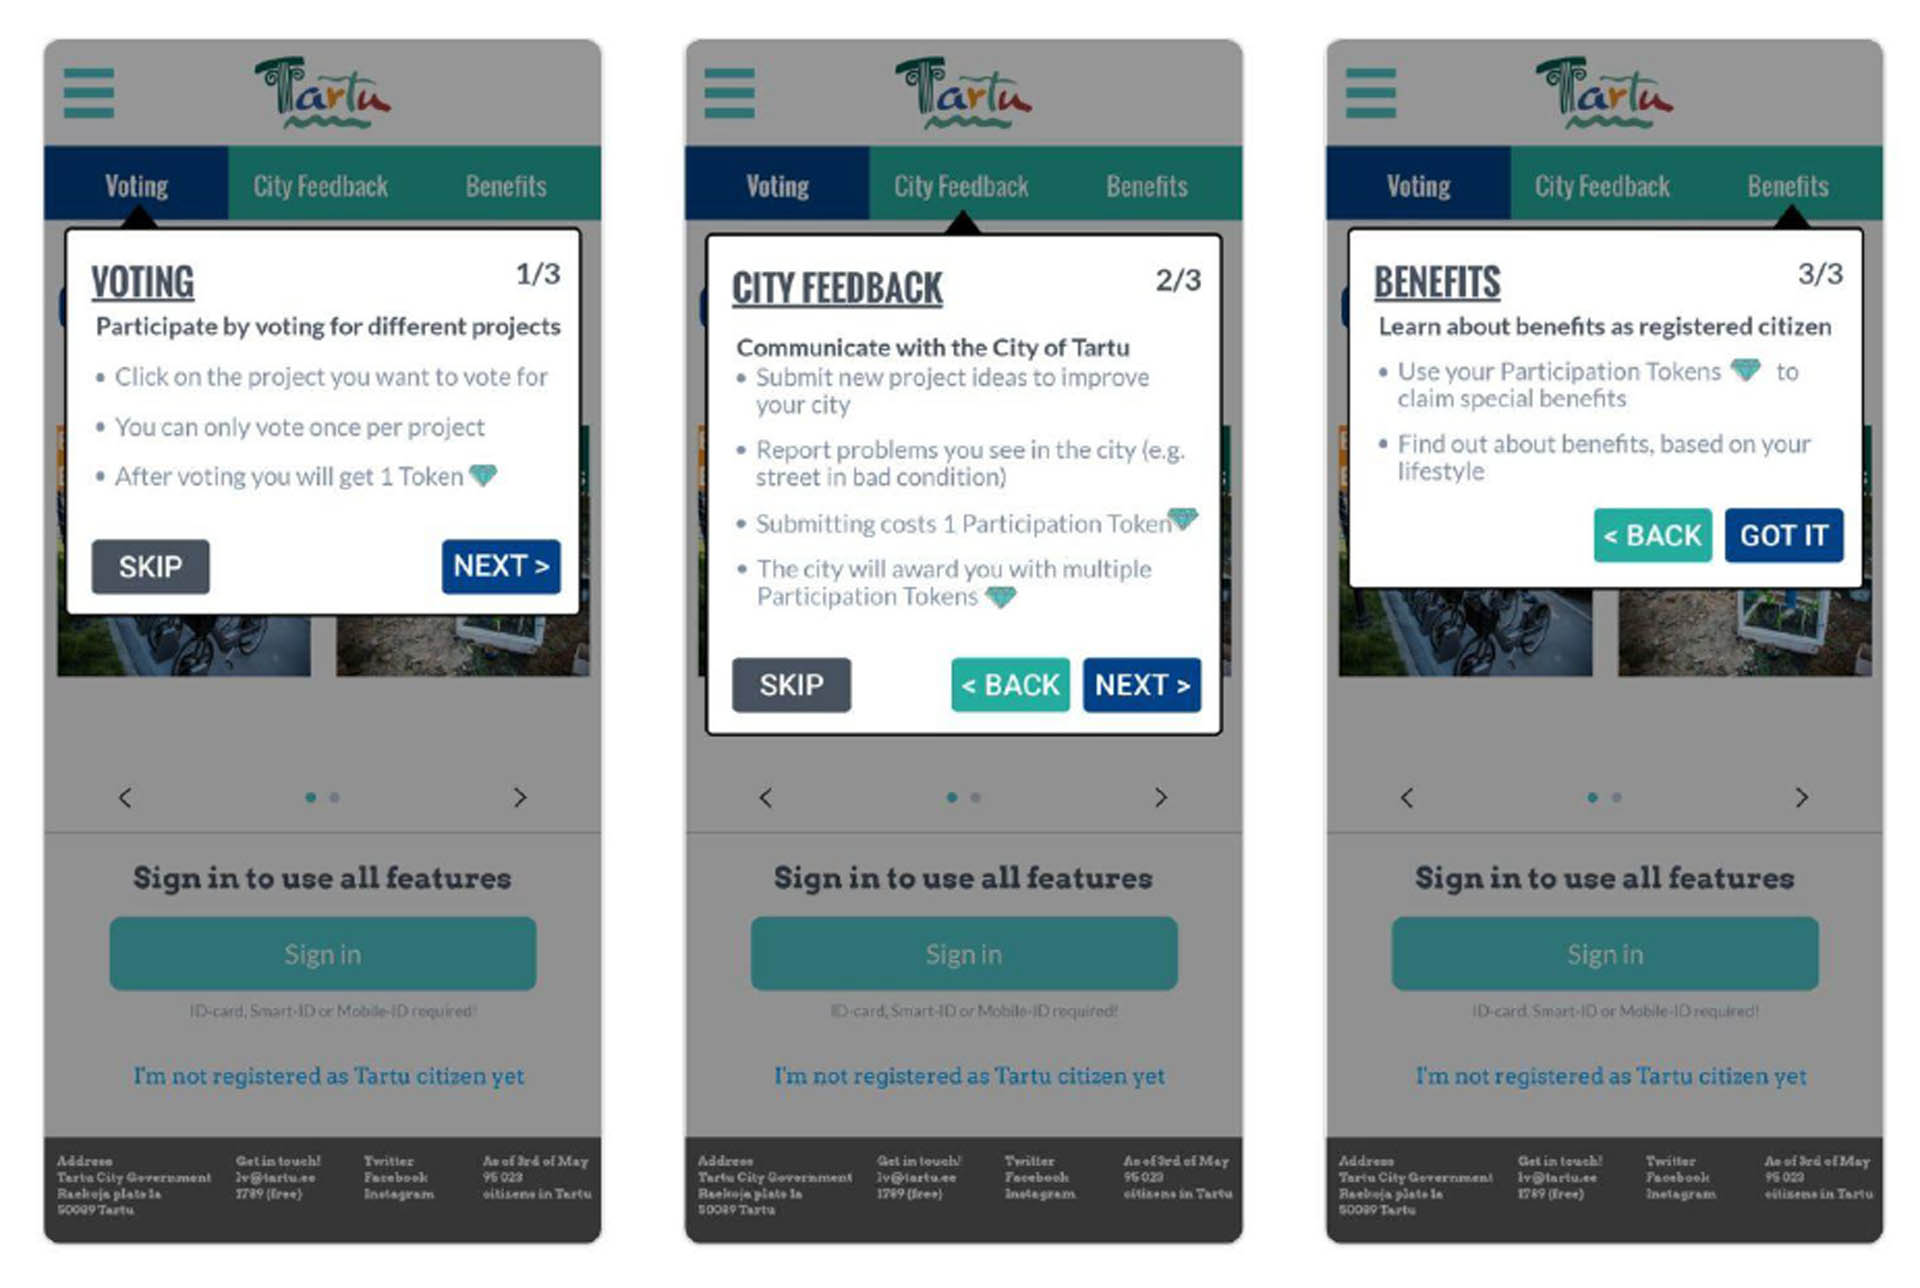 Tartu
Voting
City Feedback
Benefits
VOTING
1/3
Participate by voting for different projects
• Click on the project you want to vote for
• You can only vote once per project
• After voting you will get 1 Token
SKIP
NEXT >
<
>
Sign in to use all features
Sign in
ID-card, Smart-ID or Mobile-ID required!
I'm not registered as Tartu citizen yet
Address
Tartu City Government
Raekoja plats 1a
50089 Tartu
Get in touch!
lv@tartu.ee
1789 (free)
Twitter
Facebook
Instagram
As of 3rd of May
95 023
citizens in Tartu
Tartu
Voting
City Feedback
Benefits
CITY FEEDBACK
2/3
Communicate with the City of Tartu
• Submit new project ideas to improve
your city
• Report problems you see in the city (e.g.
street in bad condition)
• Submitting costs 1 Participation Token
• The city will award you with multiple
Participation Tokens
SKIP
< BACK
NEXT >
<
>
Sign in to use all features
Sign in
ID-card, Smart-ID or Mobile-ID required!
I'm not registered as Tartu citizen yet
Address
Tartu City Government
Raekoja plats 1a
50089 Tartu
Get in touch!
lv@tartu.ee
1789 (free)
Twitter
Facebook
Instagram
As of 3rd of May
95 023
citizens in Tartu
Tartu
Voting
City Feedback
Benefits
BENEFITS
3/3
Learn about benefits as registered citizen
• Use your Participation Tokens to
claim special benefits
• Find out about benefits, based on your
lifestyle
< BACK
GOT IT
<
>
Sign in to use all features
Sign in
ID-card, Smart-ID or Mobile-ID required!
I'm not registered as Tartu citizen yet
Address
Tartu City Government
Raekoja plats 1a
50089 Tartu
Get in touch!
lv@tartu.ee
1789 (free)
Twitter
Facebook
Instagram
As of 3rd of May
95 023
citizens in Tartu